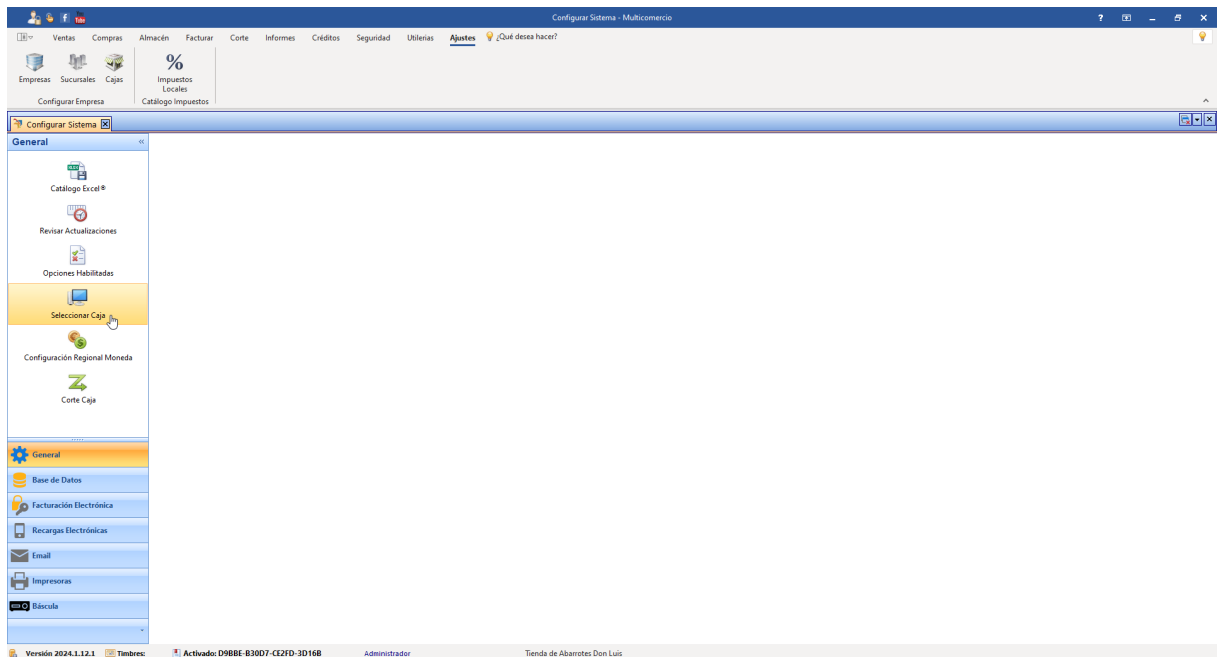 Configurar Sistema - Multicomercio
Ventas Compras Almacén Facturar Corte Informes Créditos Seguridad Utilerias Ajustes ¿Qué desea hacer?
Empresas Sucursales Cajas Impuestos Locales
Configurar Empresa Catálogo Impuestos
Configurar Sistema
General
Catálogo Excel®
Revisar Actualizaciones
Opciones Habilitadas
Seleccionar Caja
Configuración Regional Moneda
Corte Caja
General
Base de Datos
Facturación Electrónica
Recargas Electrónicas
Email
Impresoras
Báscula
Versión 2024.1.12.1 Timbres: Activado: D9BBE-B30D7-CE2FD-3D16B Administrador Tienda de Abarrotes Don Luis